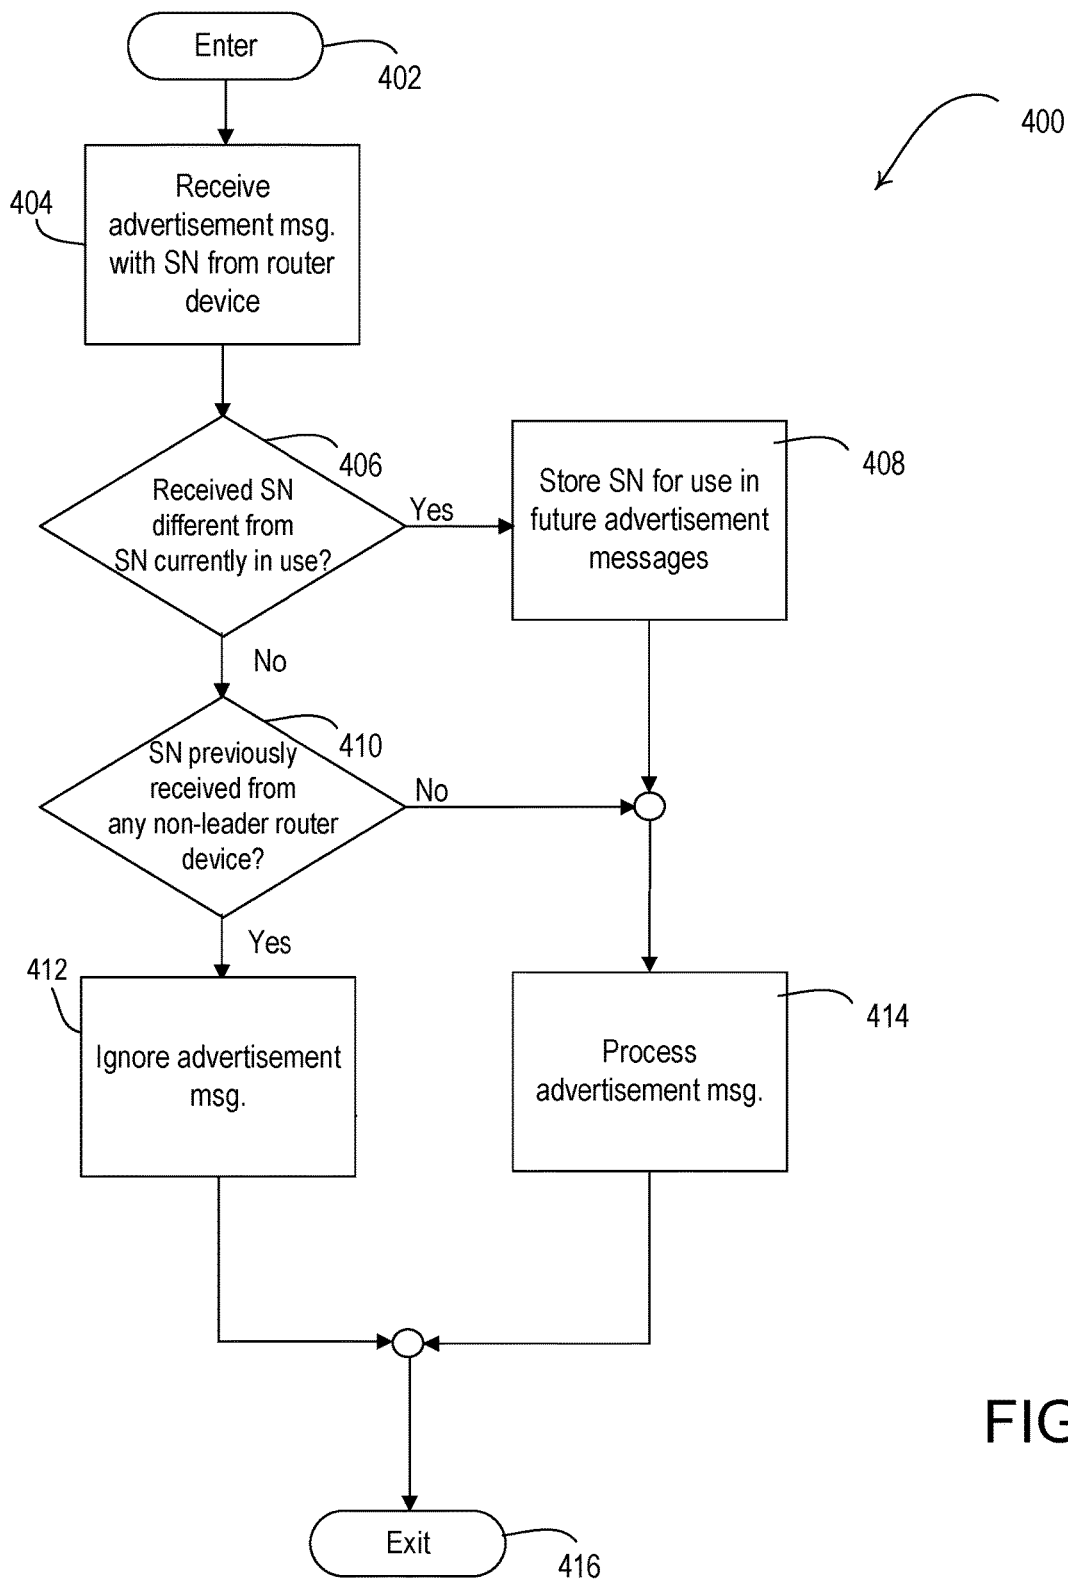 Enter
402
400
Receive
advertisement msg.
with SN from router
device
404
406
Received SN
different from
SN currently in use?
Yes
408
Store SN for use in
future advertisement
messages
No
410
SN previously
received from
any non-leader router
device?
No
Yes
412
Ignore advertisement
msg.
414
Process
advertisement msg.
FIG
Exit
416